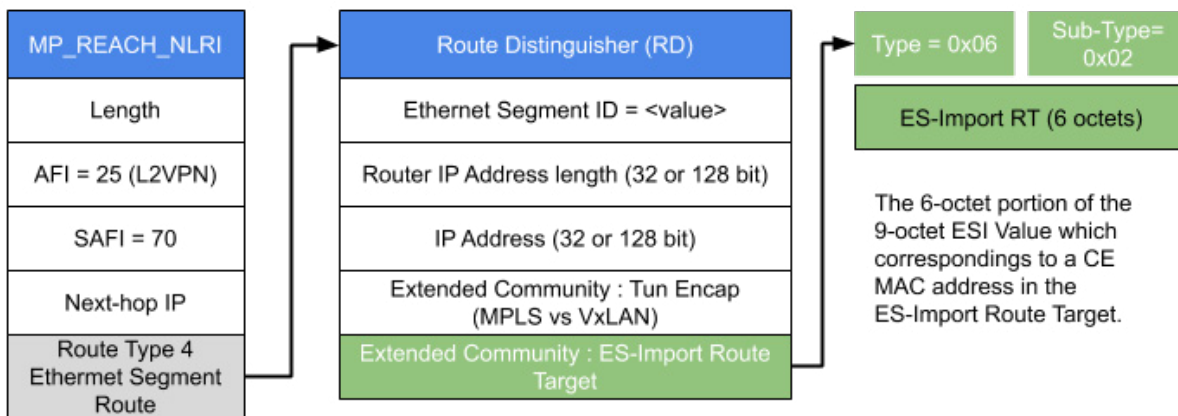 MP_REACH_NLRI
Length
AFI = 25 (L2VPN)
SAFI = 70
Next-hop IP
Route Type 4
Ethermet Segment
Route
Route Distinguisher (RD)
Ethernet Segment ID = <value>
Router IP Address length (32 or 128 bit)
IP Address (32 or 128 bit)
Extended Community : Tun Encap
(MPLS vs VxLAN)
Extended Community : ES-Import Route
Target
Type = 0x06
Sub-Type=
0x02
ES-Import RT (6 octets)
The 6-octet portion of the
9-octet ESI Value which
correspondings to a CE
MAC address in the
ES-Import Route Target.